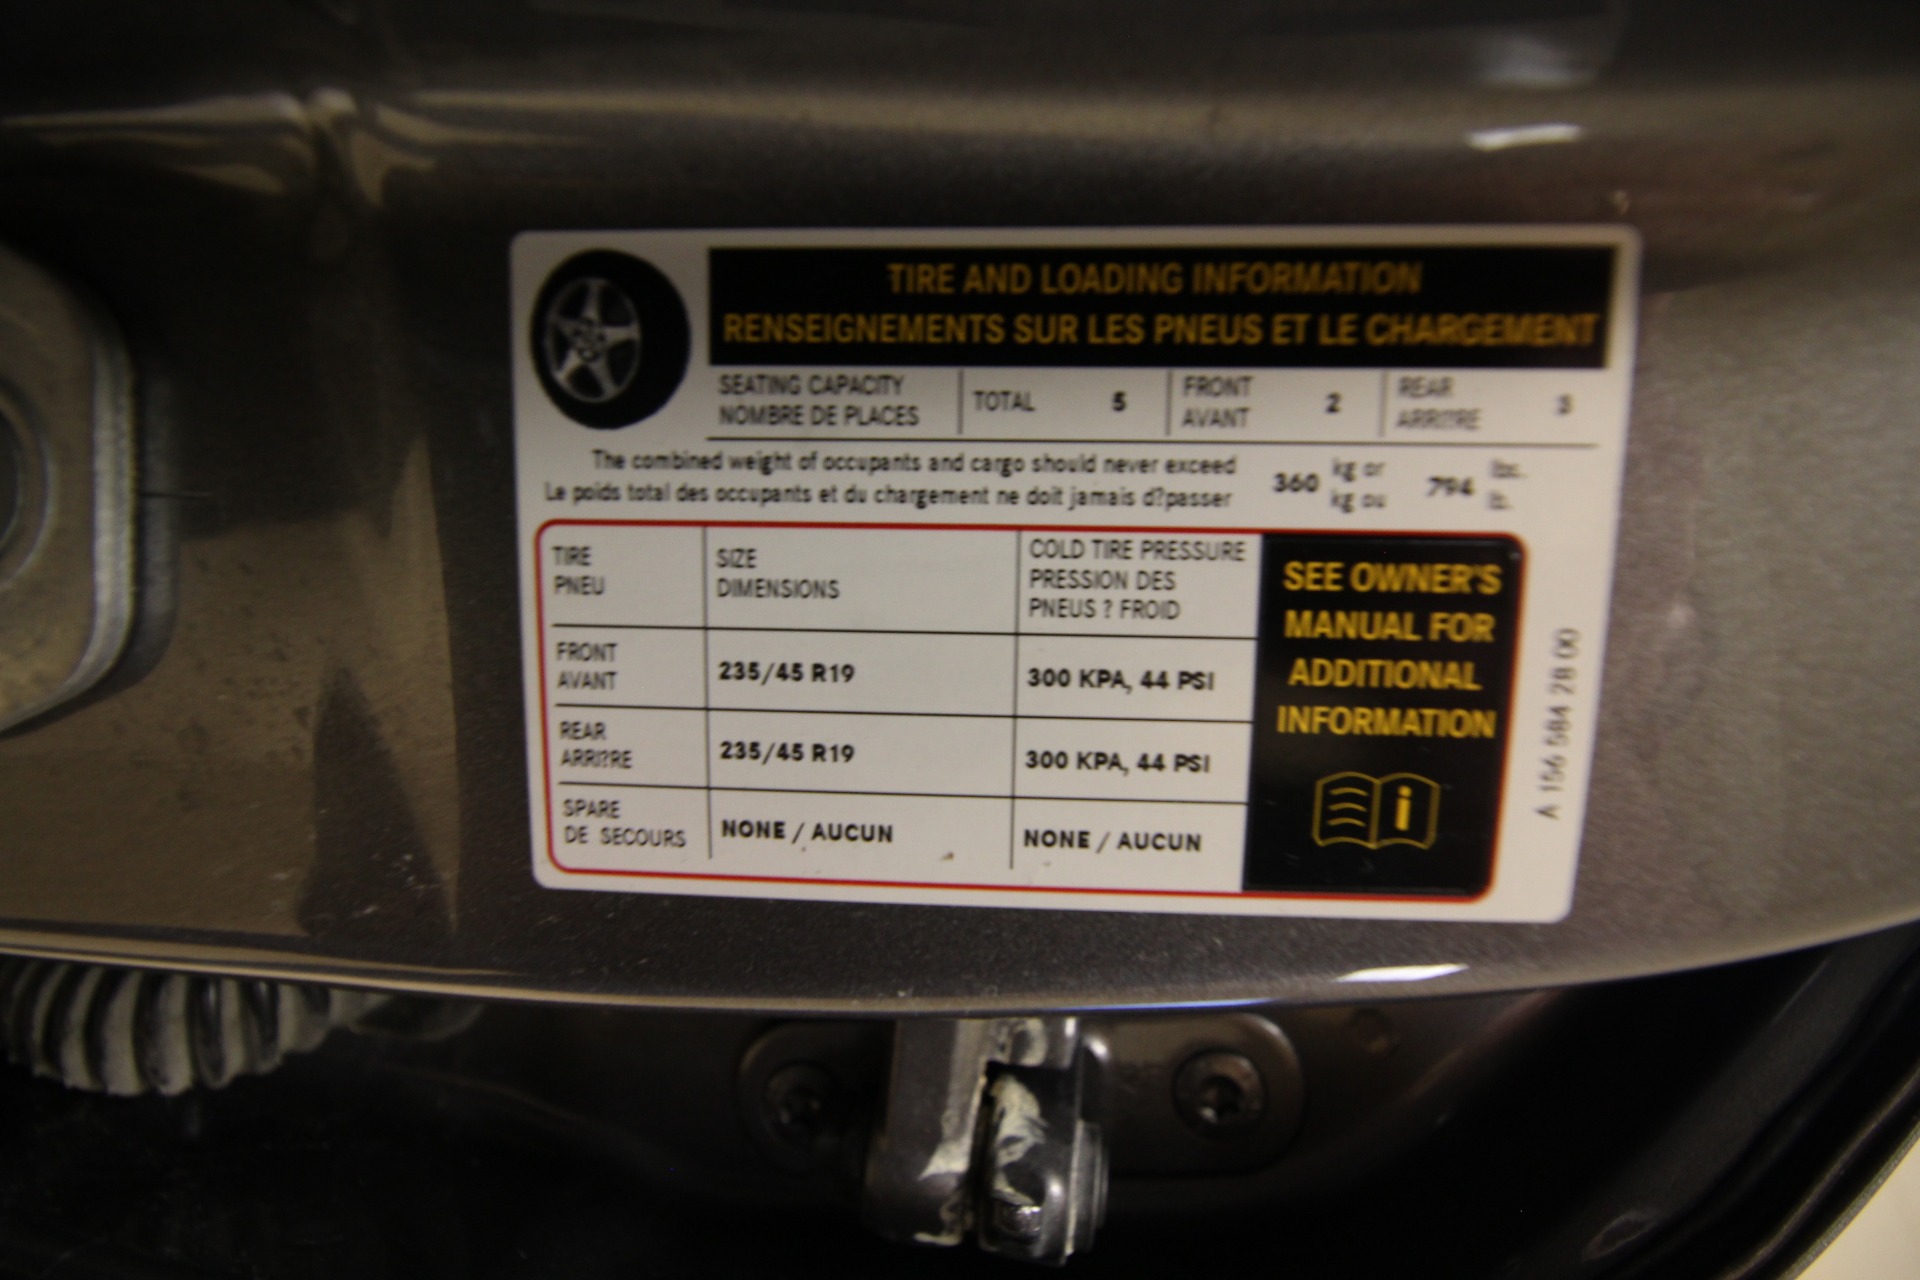 TIRE AND LOADING INFORMATION
RENSEIGNEMENTS SUR LES PNEUS ET LE CHARGEMENT
SEATING CAPACITY
NOMBRE DE PLACES
TOTAL 5
FRONT
AVANT
2
REAR
ARRI?RE
3
The combined weight of occupants and cargo should never exceed
Le poids total des occupants et du chargement ne doit jamais d?passer
360
kg or
kg ou
794
lbs.
lb.
TIRE
PNEU
SIZE
DIMENSIONS
COLD TIRE PRESSURE
PRESSION DES
PNEUS ? FROID
FRONT
AVANT
235/45 R19
300 KPA, 44 PSI
REAR
ARRI?RE
235/45 R19
300 KPA, 44 PSI
SPARE
DE SECOURS
NONE / AUCUN
NONE / AUCUN
SEE OWNER'S
MANUAL FOR
ADDITIONAL
INFORMATION
i
A 156 584 28 00